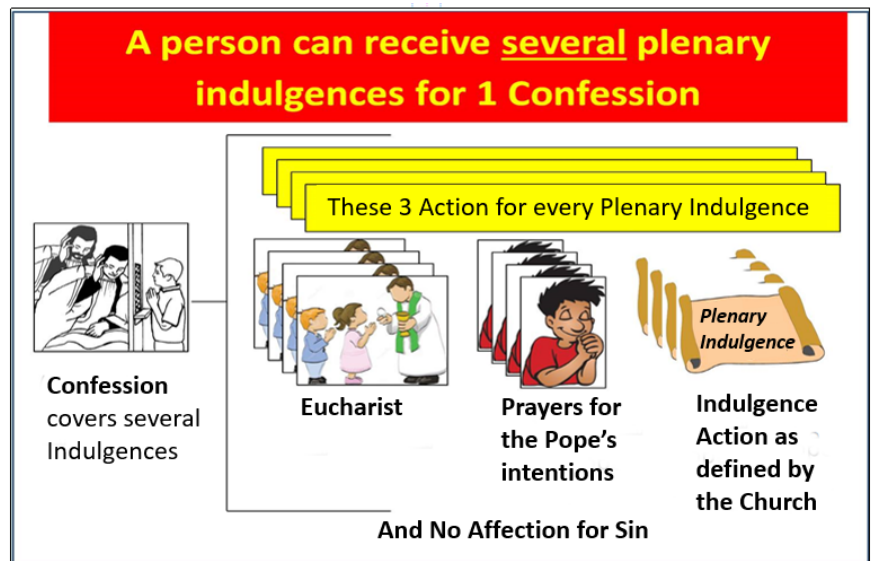 A person can receive several plenary
indulgences for 1 Confession
These 3 Action for every Plenary Indulgence
Plenary
Indulgence
Confession
covers several
Indulgences
Eucharist
Prayers for
the Pope's
intentions
Indulgence
Action as
defined by
the Church
And No Affection for Sin